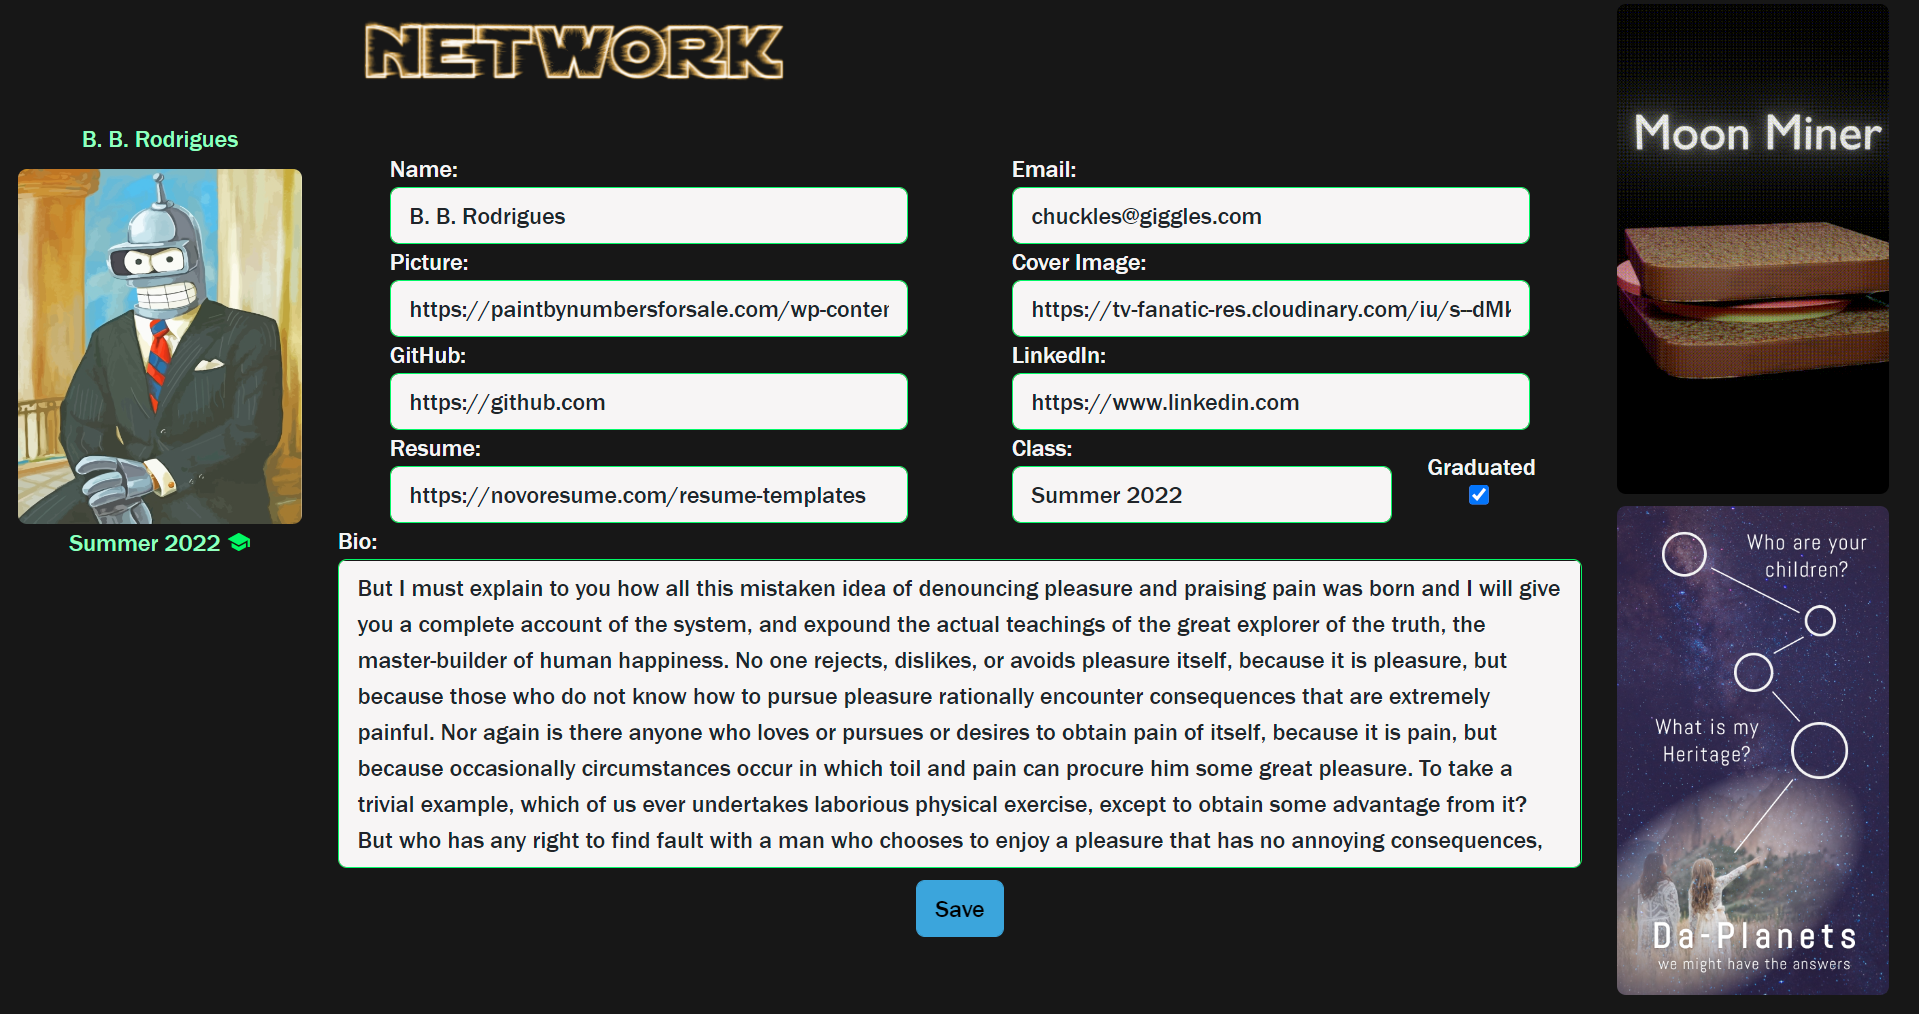 NETWORK
B. B. Rodrigues
Summer 2022
Name:
B. B. Rodrigues
Email:
chuckles@giggles.com
Picture:
https://paintbynumbersforsale.com/wp-conten
Cover Image:
https://tv-fanatic-res.cloudinary.com/iu/s--dMk
GitHub:
https://github.com
LinkedIn:
https://www.linkedin.com
Resume:
https://novoresume.com/resume-templates
Class:
Summer 2022
Graduated
Bio:
But I must explain to you how all this mistaken idea of denouncing pleasure and praising pain was born and I will give
you a complete account of the system, and expound the actual teachings of the great explorer of the truth, the
master-builder of human happiness. No one rejects, dislikes, or avoids pleasure itself, because it is pleasure, but
because those who do not know how to pursue pleasure rationally encounter consequences that are extremely
painful. Nor again is there anyone who loves or pursues or desires to obtain pain of itself, because it is pain, but
because occasionally circumstances occur in which toil and pain can procure him some great pleasure. To take a
trivial example, which of us ever undertakes laborious physical exercise, except to obtain some advantage from it?
But who has any right to find fault with a man who chooses to enjoy a pleasure that has no annoying consequences,
Save
Moon Miner
Who are your
children?
What is my
Heritage?
Da-Planets
we might have the answers